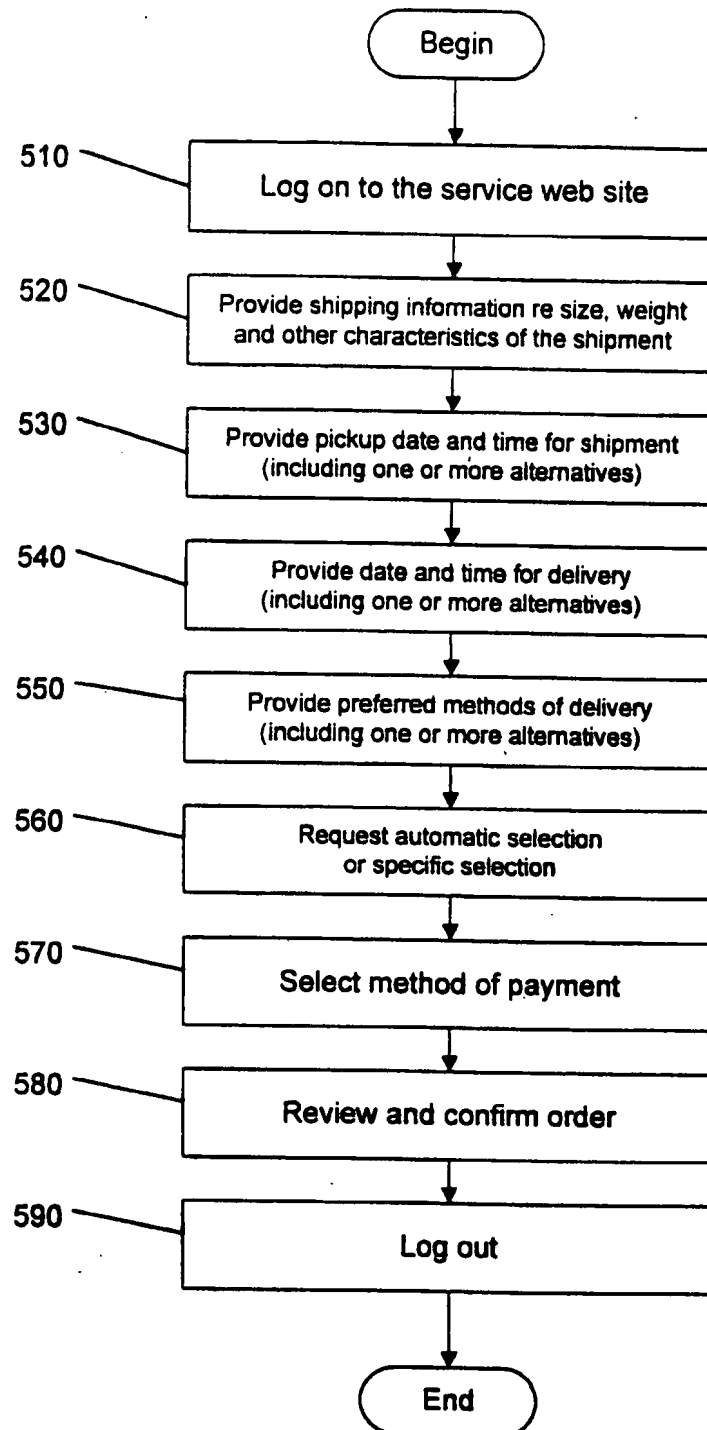 Begin
510
Log on to the service web site
520
Provide shipping information re size, weight
and other characteristics of the shipment
530
Provide pickup date and time for shipment
(including one or more alternatives)
540
Provide date and time for delivery
(including one or more alternatives)
550
Provide preferred methods of delivery
(including one or more alternatives)
560
Request automatic selection
or specific selection
570
Select method of payment
580
Review and confirm order
590
Log out
End